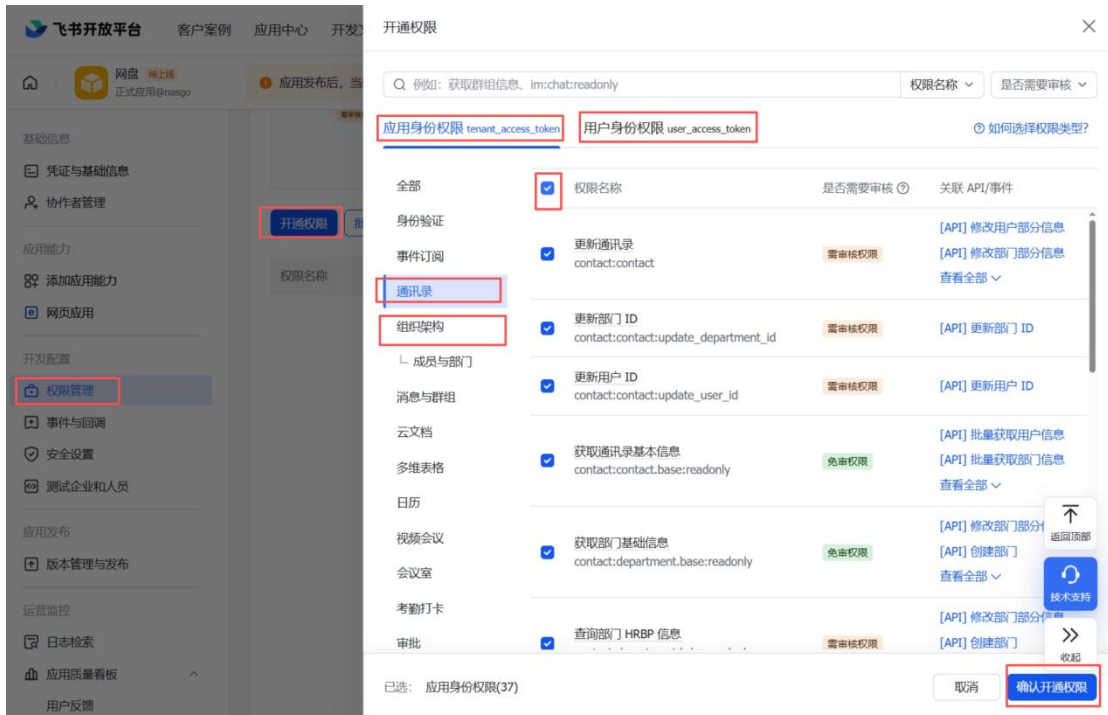 飞书开放平台
客户案例
应用中心
网盘
待上线
正式应用@nasgo
应用发布后，当
基础信息
凭证与基础信息
协作者管理
应用能力
添加应用能力
网页应用
开发配置
权限管理
事件与回调
安全设置
测试企业和人员
应用发布
版本管理与发布
运营监控
日志检索
应用质量看板
用户反馈
开通权限
权限名称
开通权限
例如：获取群组信息、im:chat:readonly
权限名称
是否需要审核
应用身份权限 tenant_access_token
用户身份权限 user_access_token
如何选择权限类型?
全部
身份验证
事件订阅
通讯录
组织架构
成员与部门
消息与群组
云文档
多维表格
日历
视频会议
会议室
考勤打卡
审批
权限名称
是否需要审核
关联 API/事件
更新通讯录
contact:contact
需审核权限
[API] 修改用户部分信息
[API] 修改部门部分信息
查看全部
更新部门 ID
contact:contact:update_department_id
需审核权限
[API] 更新部门 ID
更新用户 ID
contact:contact:update_user_id
需审核权限
[API] 更新用户 ID
获取通讯录基本信息
contact:contact.base:readonly
免审权限
[API] 批量获取用户信息
[API] 批量获取部门信息
查看全部
获取部门基础信息
contact:department.base:readonly
免审权限
[API] 修改部门部分
[API] 创建部门
查看全部
查询部门 HRBP 信息
需审核权限
[API] 修改部门部分
[API] 创建部门
返回顶部
技术支持
收起
已选： 应用身份权限(37)
取消
确认开通权限